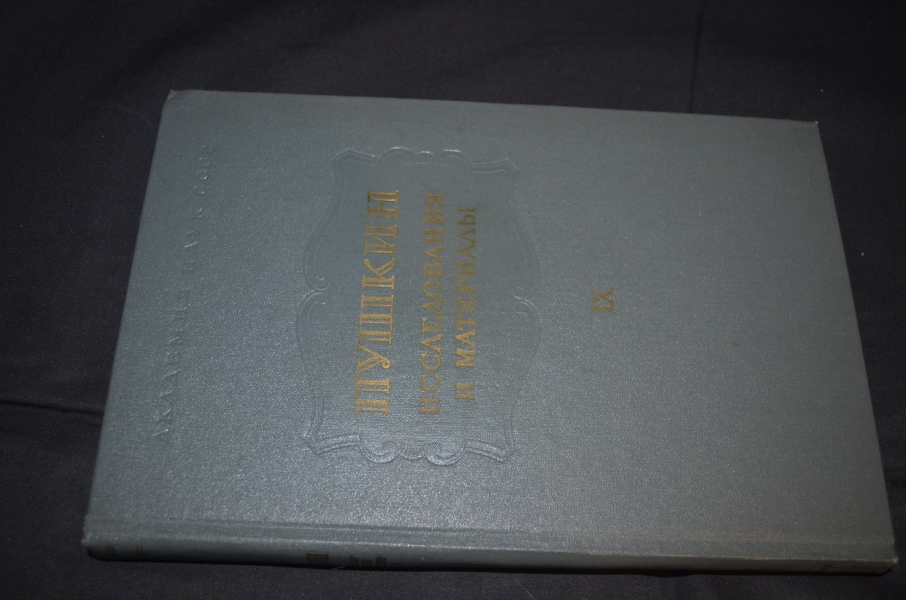 АКАДЕМИЯ НАУК СССР
ПУШКИН
ИССЛЕДОВАНИЯ
И МАТЕРИАЛЫ
IX